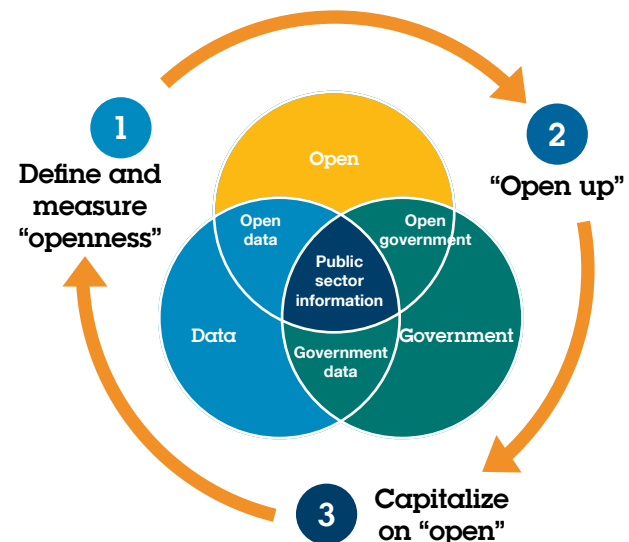 1
Define and
measure
“openness”
2
“Open up”
Open
Open
data
Open
government
Public
sector
information
Data
Government
Government
data
3
Capitalize
on “open”